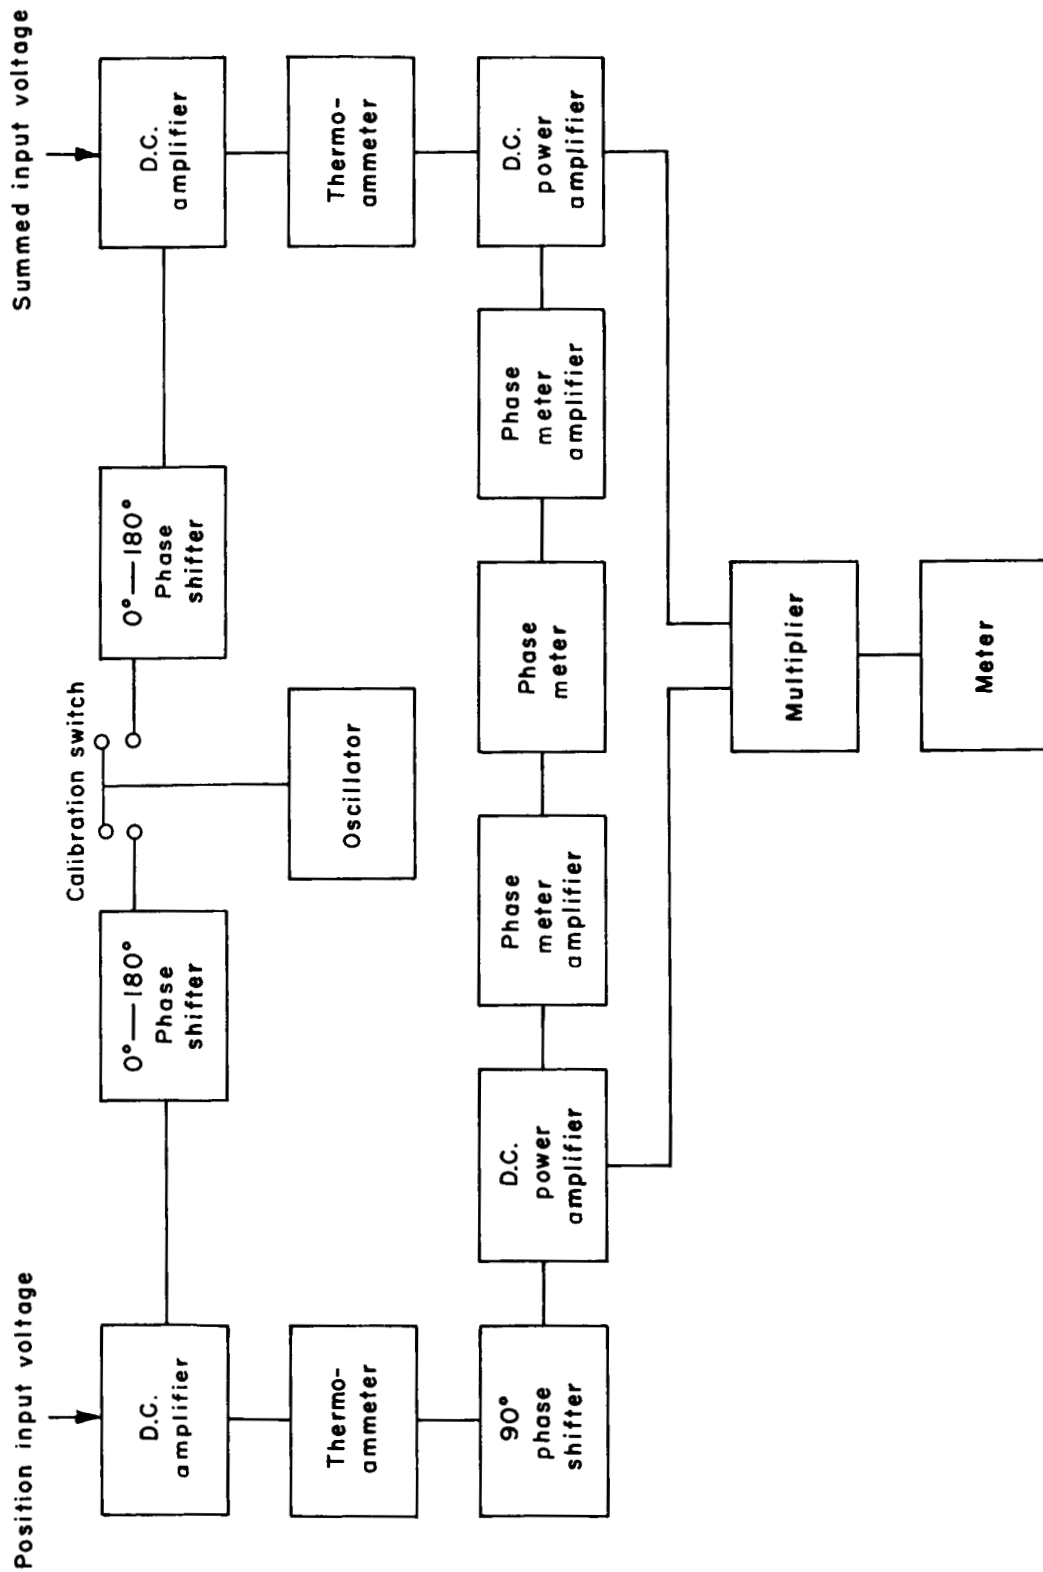 Position input voltage
Summed input voltage
D.C.
amplifier
0°—180°
Phase
shifter
Calibration switch
0°—180°
Phase
shifter
D.C.
amplifier
Thermo-
ammeter
Oscillator
Thermo-
ammeter
90°
phase
shifter
D.C.
power
amplifier
Phase
meter
amplifier
Phase
meter
Phase
meter
amplifier
D.C.
power
amplifier
Multiplier
Meter